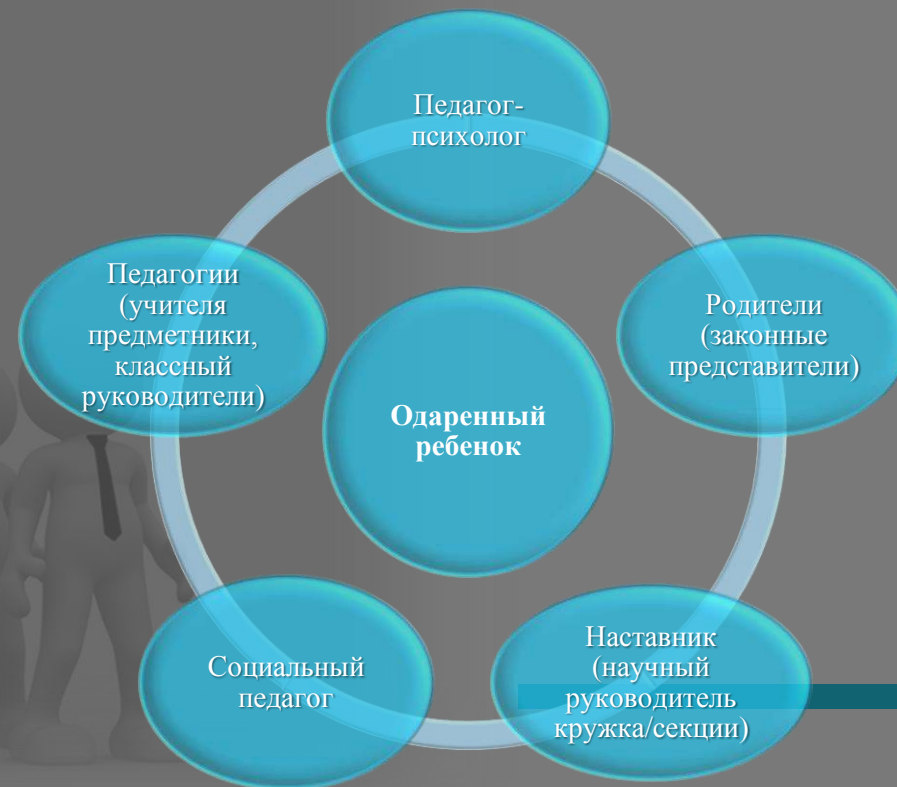 Педагог-
психолог
Педагогии
(учителя
предметники,
классный
руководители)
Родители
(законные
представители)
Одаренный
ребенок
Социальный
педагог
Наставник
(научный
руководитель
кружка/секции)